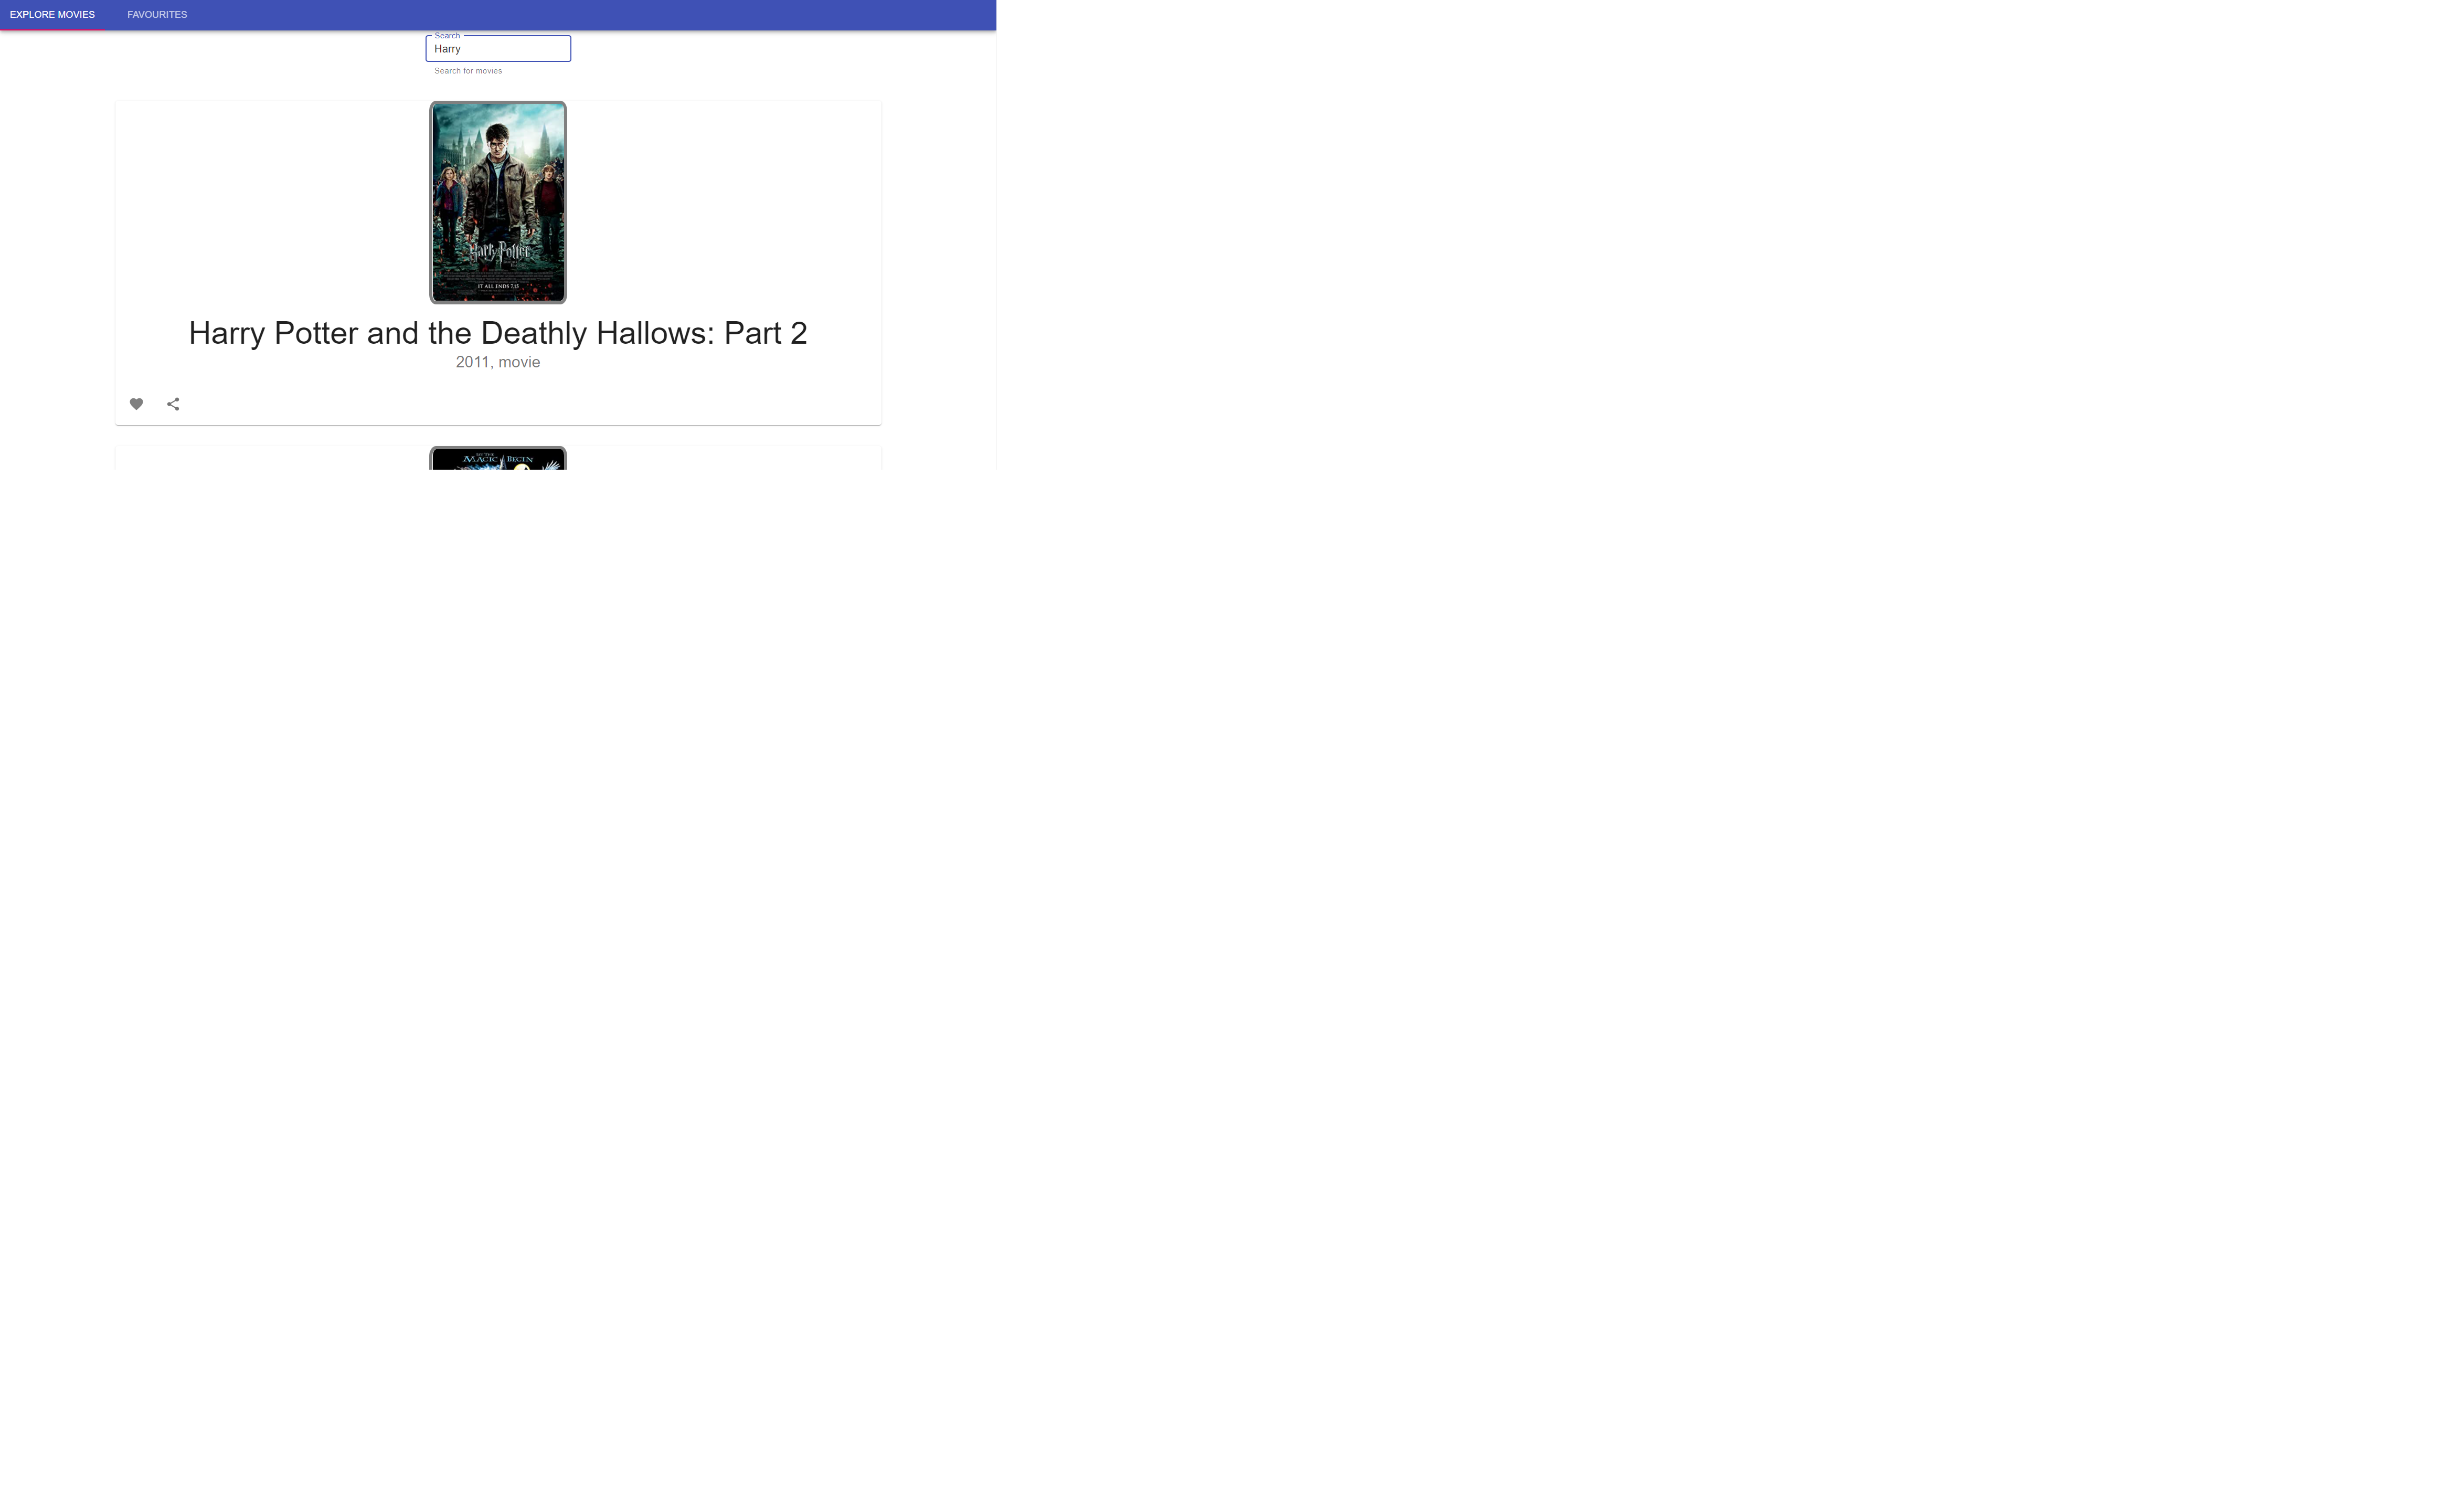 EXPLORE MOVIES FAVOURITES
Search
Harry
Search for movies
Harry Potter
IT ALL ENDS 7.15
Harry Potter and the Deathly Hallows: Part 2
2011, movie
LET THE
MAGIC BEGIN